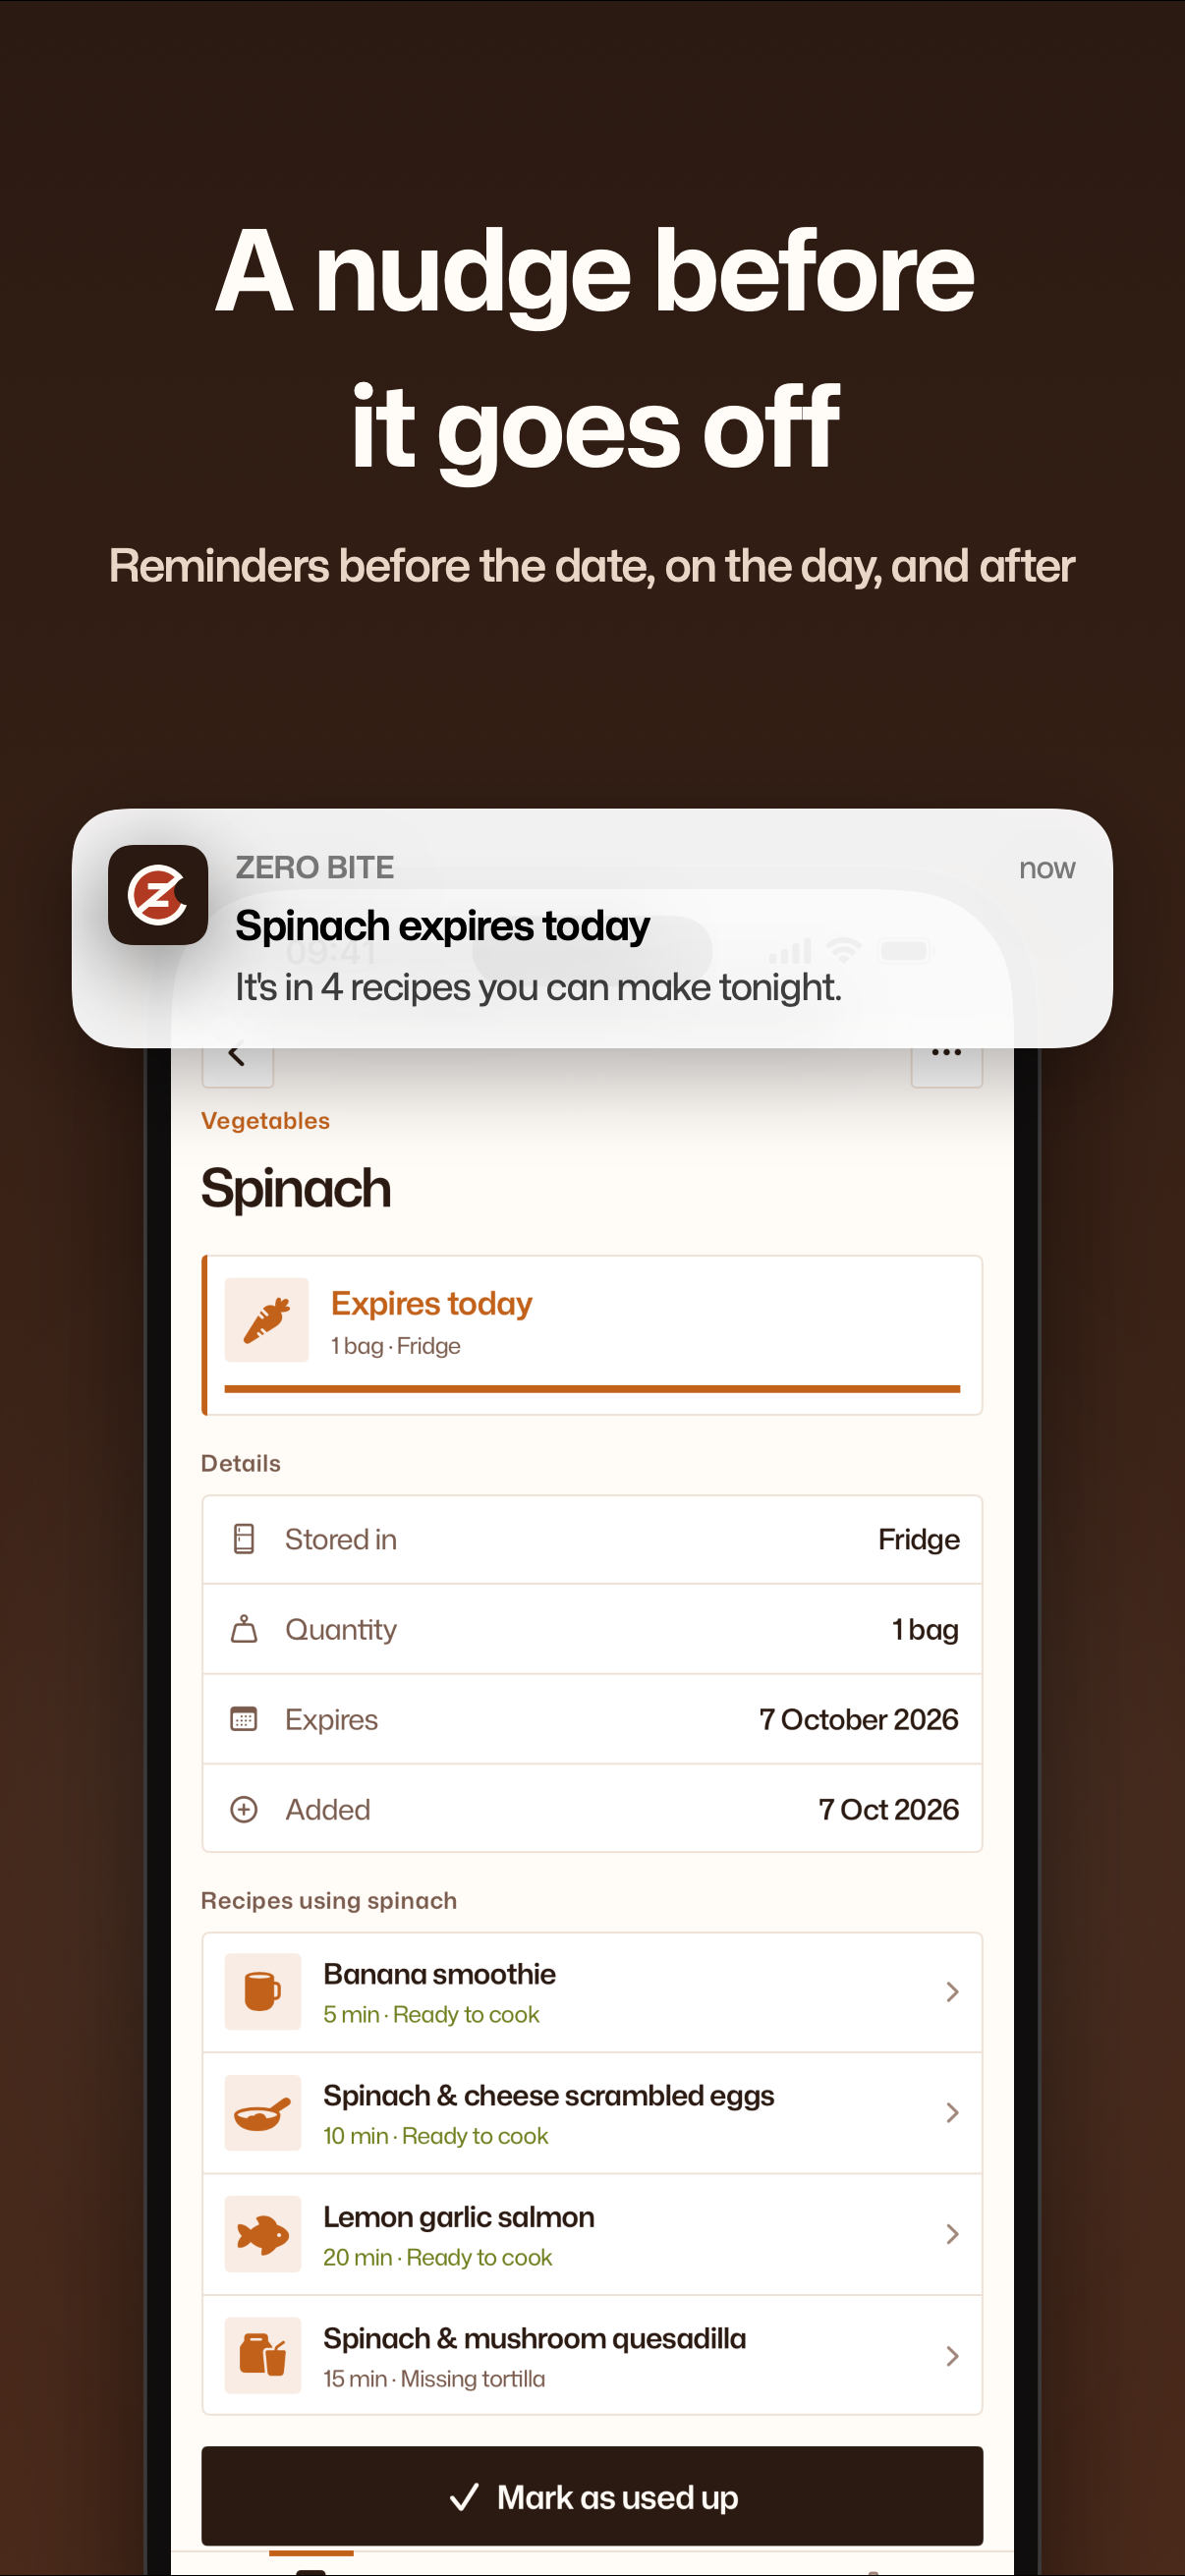 A nudge before
it goes off
Reminders before the date, on the day, and after
ZERO BITE
now
Spinach expires today
09:41
It's in 4 recipes you can make tonight.
Vegetables
Spinach
Expires today
1 bag · Fridge
Details
Stored in
Fridge
Quantity
1 bag
Expires
7 October 2026
Added
7 Oct 2026
Recipes using spinach
Banana smoothie
5 min · Ready to cook
Spinach & cheese scrambled eggs
10 min · Ready to cook
Lemon garlic salmon
20 min · Ready to cook
Spinach & mushroom quesadilla
15 min · Missing tortilla
Mark as used up